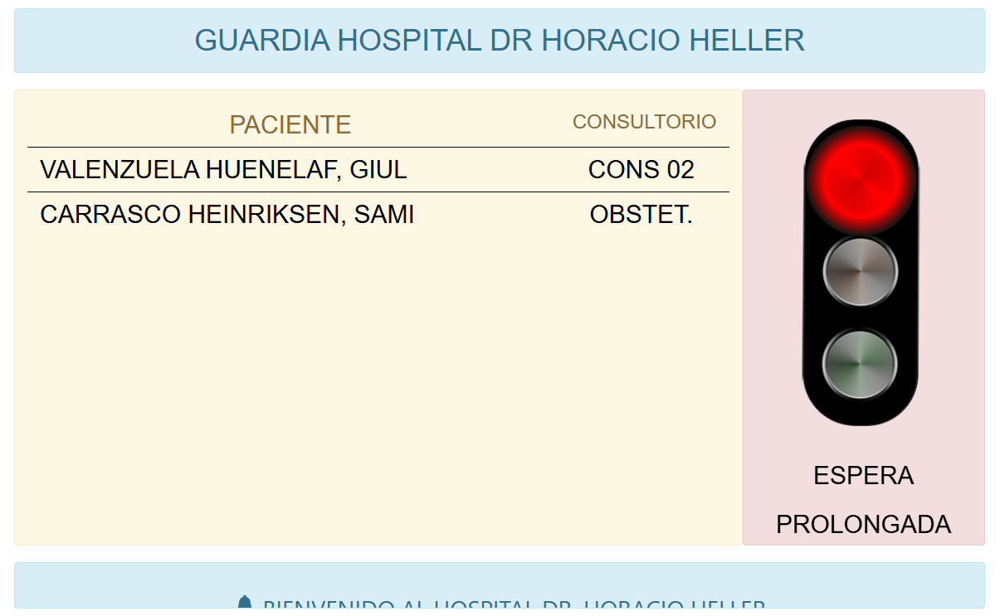 GUARDIA HOSPITAL DR HORACIO HELLER
PACIENTE CONSULTORIO
VALENZUELA HUENELAF, GIUL CONS 02
CARRASCO HEINRIKSEN, SAMI OBSTET.
ESPERA
PROLONGADA
BIENVENIDO AL HOSPITAL DR. HORACIO HELLER